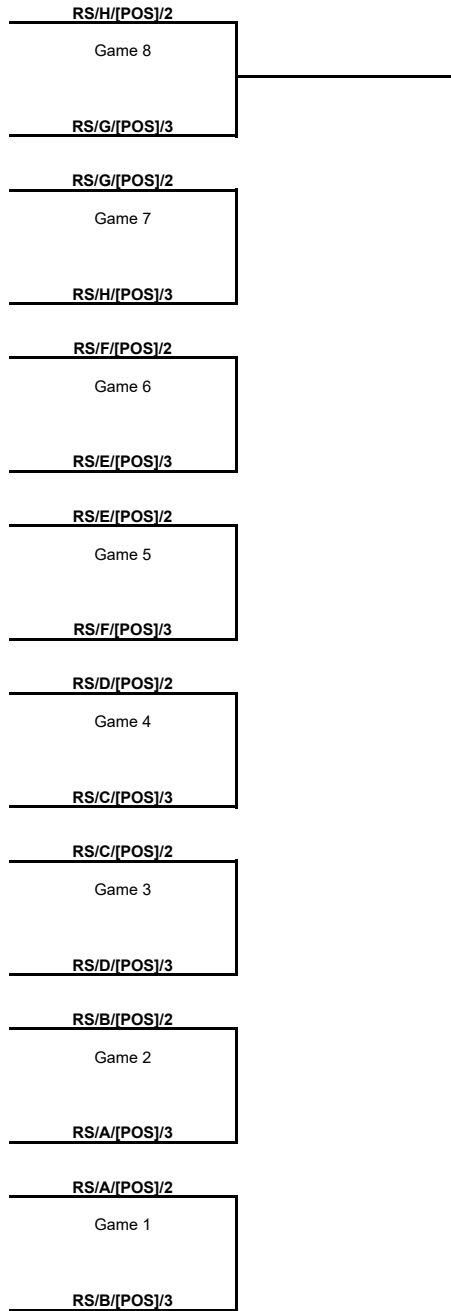 RS/H/[POS]/2
Game 8
RS/G/[POS]/3
RS/G/[POS]/2
Game 7
RS/H/[POS]/3
RS/F/[POS]/2
Game 6
RS/E/[POS]/3
RS/E/[POS]/2
Game 5
RS/F/[POS]/3
RS/D/[POS]/2
Game 4
RS/C/[POS]/3
RS/C/[POS]/2
Game 3
RS/D/[POS]/3
RS/B/[POS]/2
Game 2
RS/A/[POS]/3
RS/A/[POS]/2
Game 1
RS/B/[POS]/3